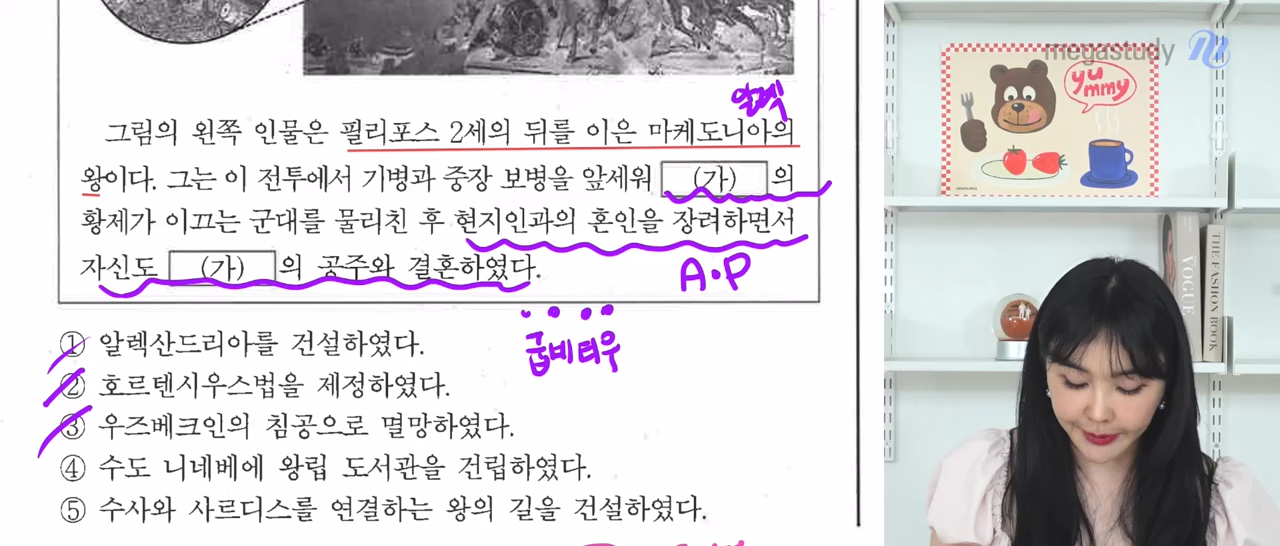 알렉
그림의 왼쪽 인물은 필리포스 2세의 뒤를 이은 마케도니아의
왕이다. 그는 이 전투에서 기병과 중장 보병을 앞세워 (가) 의
황제가 이끄는 군대를 물리친 후 현지인과의 혼인을 장려하면서
자신도 (가) 의 공주와 결혼하였다.
A·P
굽비터우
① 알렉산드리아를 건설하였다.
② 호르텐시우스법을 제정하였다.
③ 우즈베크인의 침공으로 멸망하였다.
④ 수도 니네베에 왕립 도서관을 건립하였다.
⑤ 수사와 사르디스를 연결하는 왕의 길을 건설하였다.
megastudy
yu
mmy
VOGUE
THE FASHION BOOK